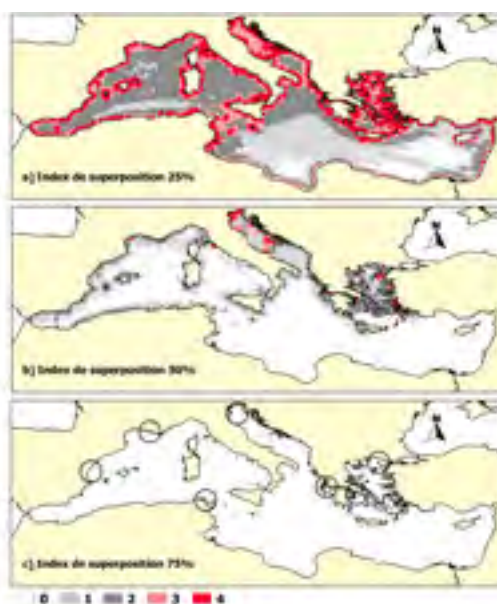 N
a) Index de superposition 25%
N
b) Index de superposition 50%
N
c) Index de superposition 75%
0 1 2 3 4